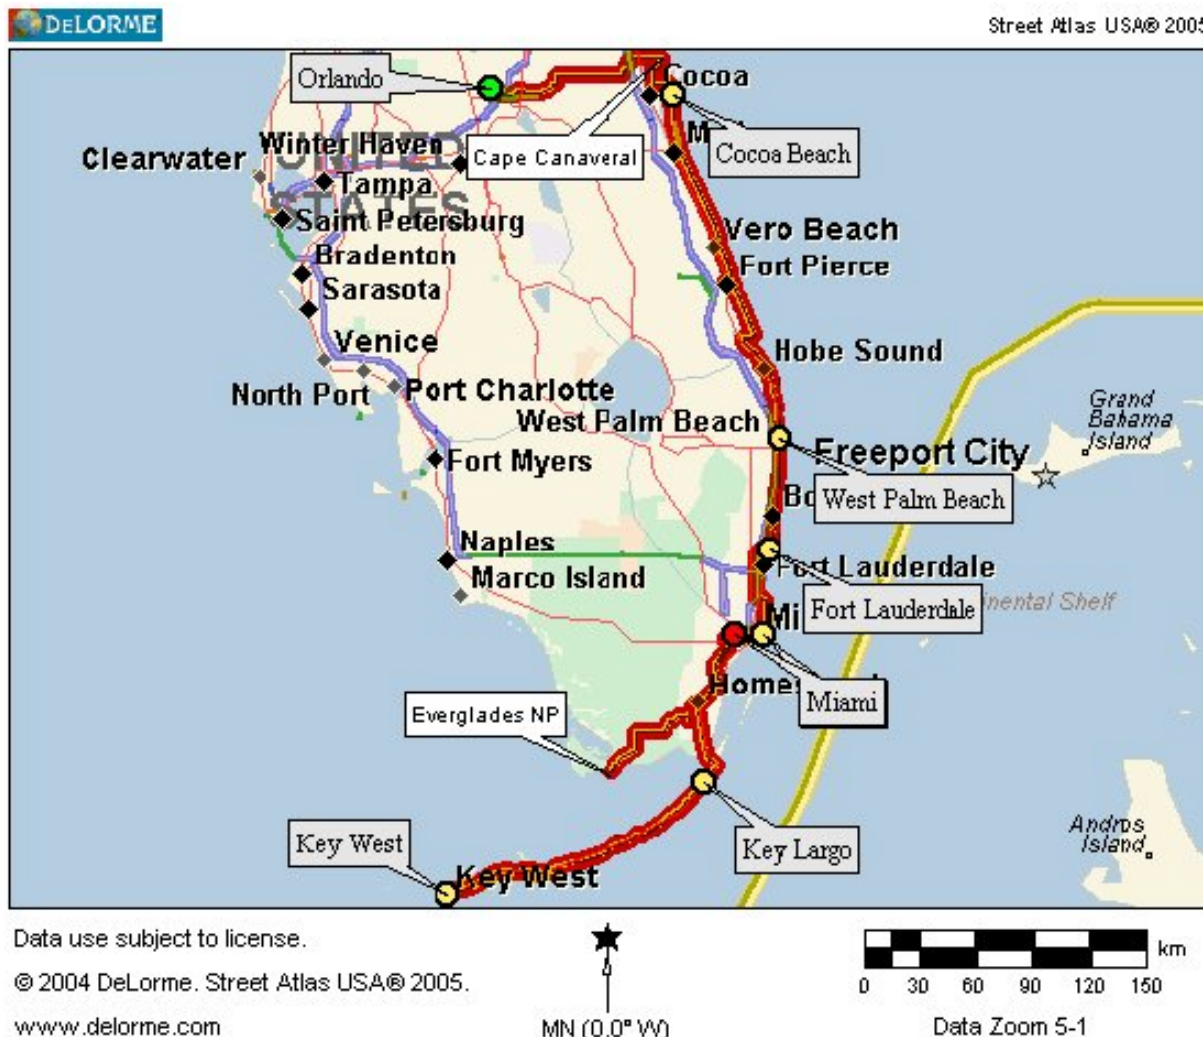 DELORME
Street Atlas USA® 2005
Orlando
Cocoa
Cape Canaveral
Cocoa Beach
Winter Haven
UNITED
STATES
Clearwater
Tampa
Saint Petersburg
Vero Beach
Bradenton
Fort Pierce
Sarasota
Venice
Hobe Sound
North Port
Port Charlotte
Grand
Bahama
Island
West Palm Beach
Freeport City
Fort Myers
West Palm Beach
Naples
Marco Island
Fort Lauderdale
Fort Lauderdale
Miami
Everglades NP
Key West
Key West
Key Largo
Andros
Island
Data use subject to license.
© 2004 DeLorme. Street Atlas USA® 2005.
www.delorme.com
MN (0.0° W)
km
0 30 60 90 120 150
Data Zoom 5-1